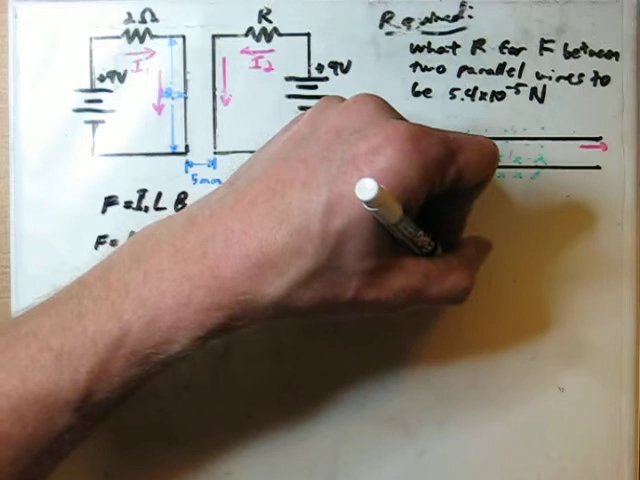 2Ω
R
Required:
what R for F between
two parallel wires to
be 5.4x10⁻⁵ N
I₁
I₂
+9V
+9V
5mm
F=I₁LB
F=